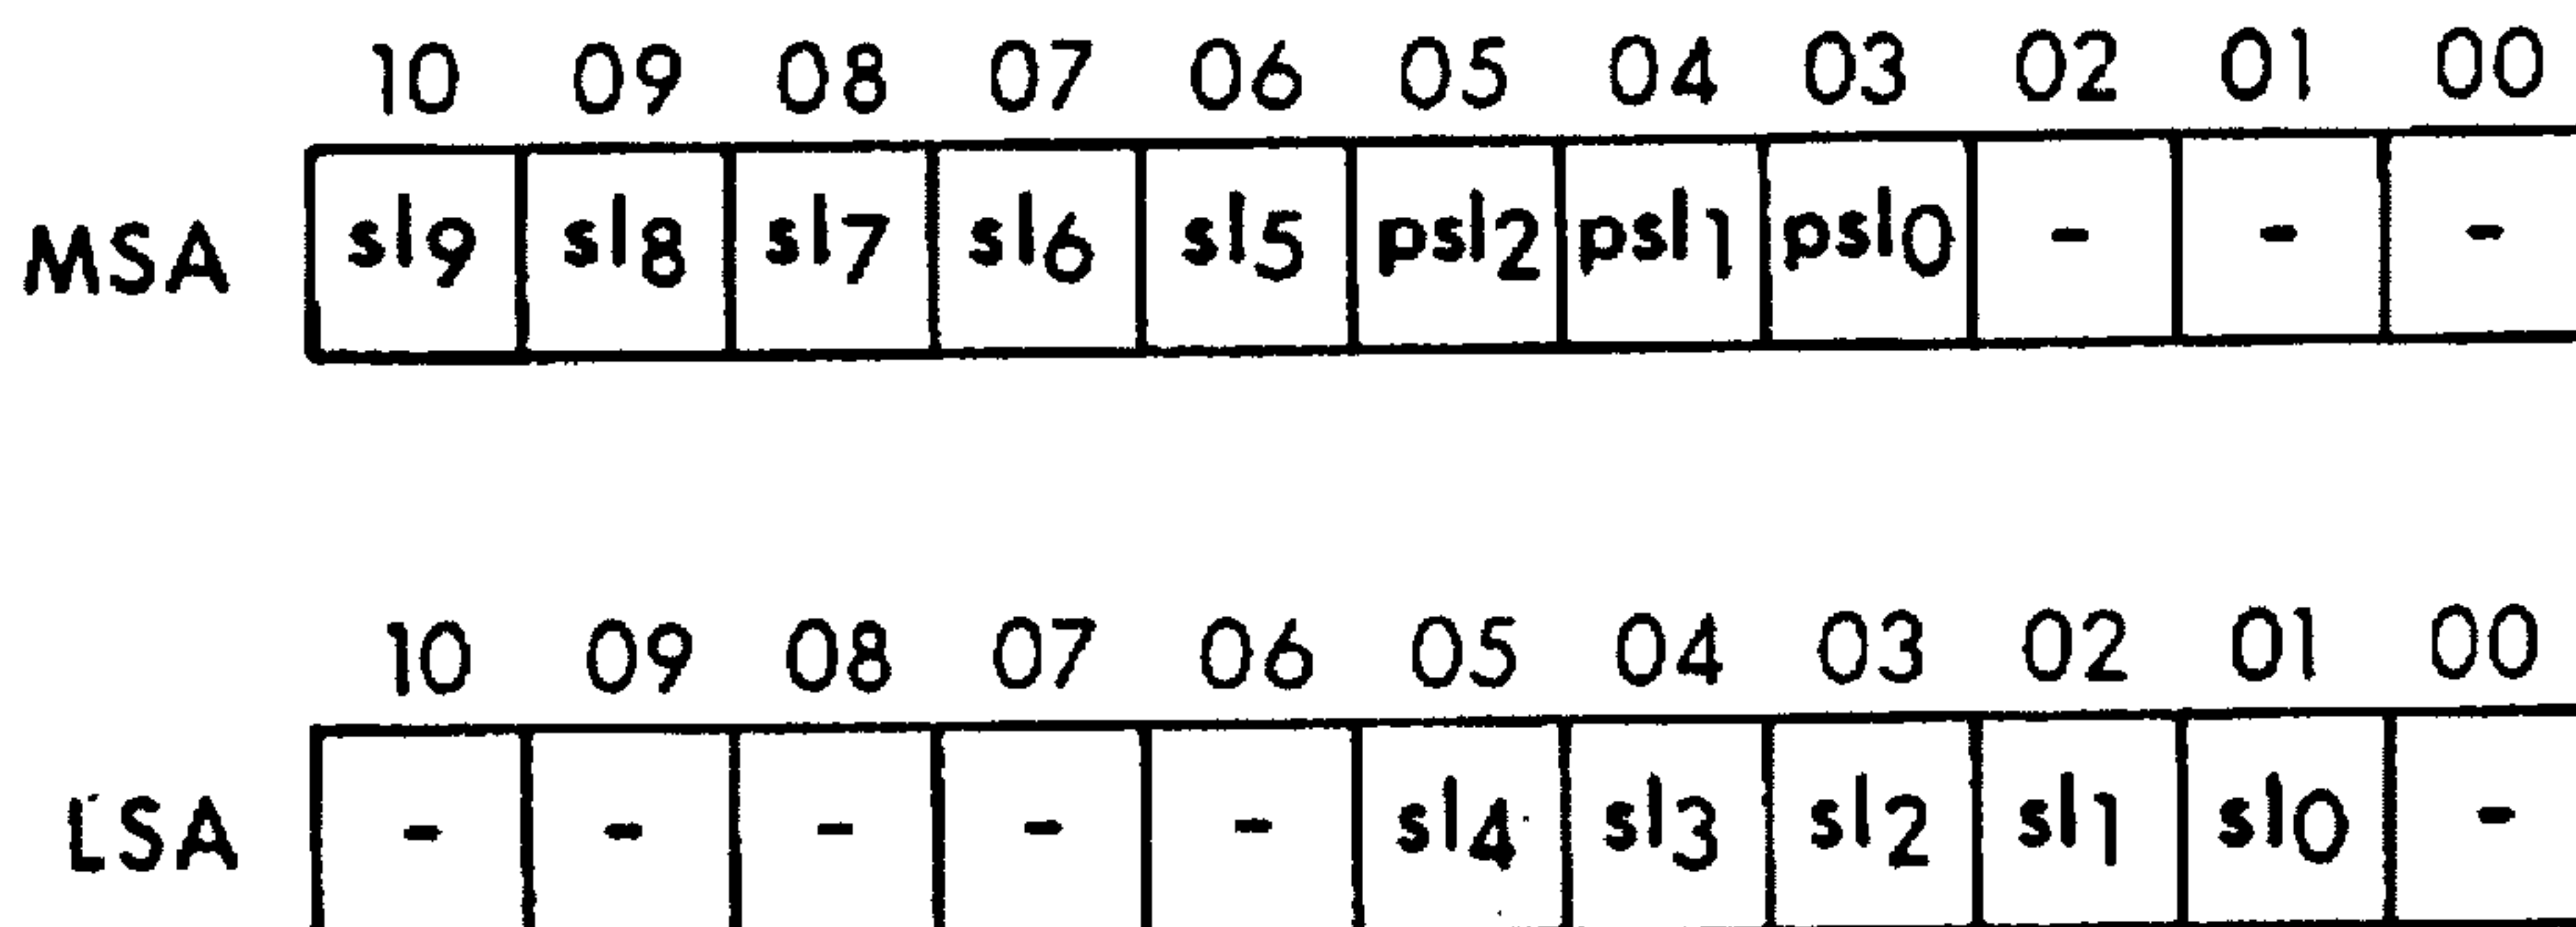 10 09 08 07 06 05 04 03 02 01 00
MSA sl9 sl8 sl7 sl6 sl5 psl2 psl1 psl0 - - -
10 09 08 07 06 05 04 03 02 01 00
LSA - - - - - sl4 sl3 sl2 sl1 sl0 -